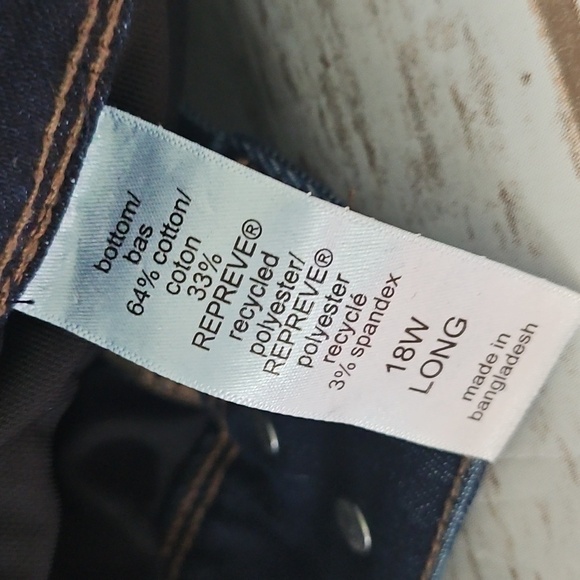 bottom/
bas
64% cotton/
coton
33%
REPREVE®
recycled
polyester/
REPREVE®
polyester
recyclé
3% spandex
18W
LONG
made in
bangladesh